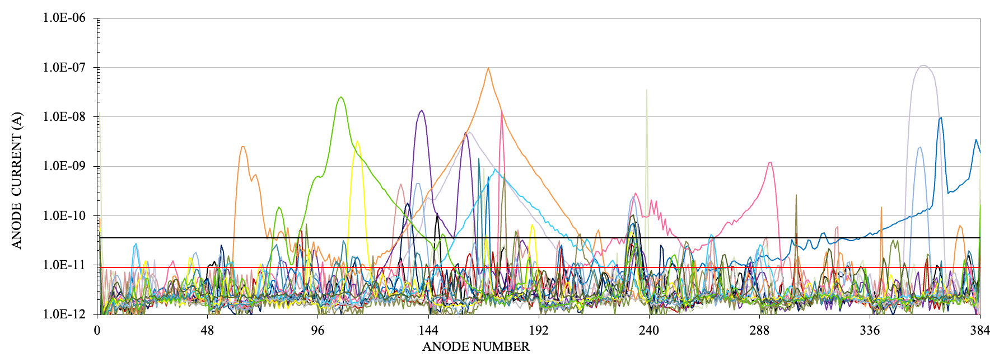 1.0E-06
1.0E-07
1.0E-08
1.0E-09
1.0E-10
1.0E-11
1.0E-12
ANODE CURRENT (A)
0 48 96 144 192 240 288 336 384
ANODE NUMBER